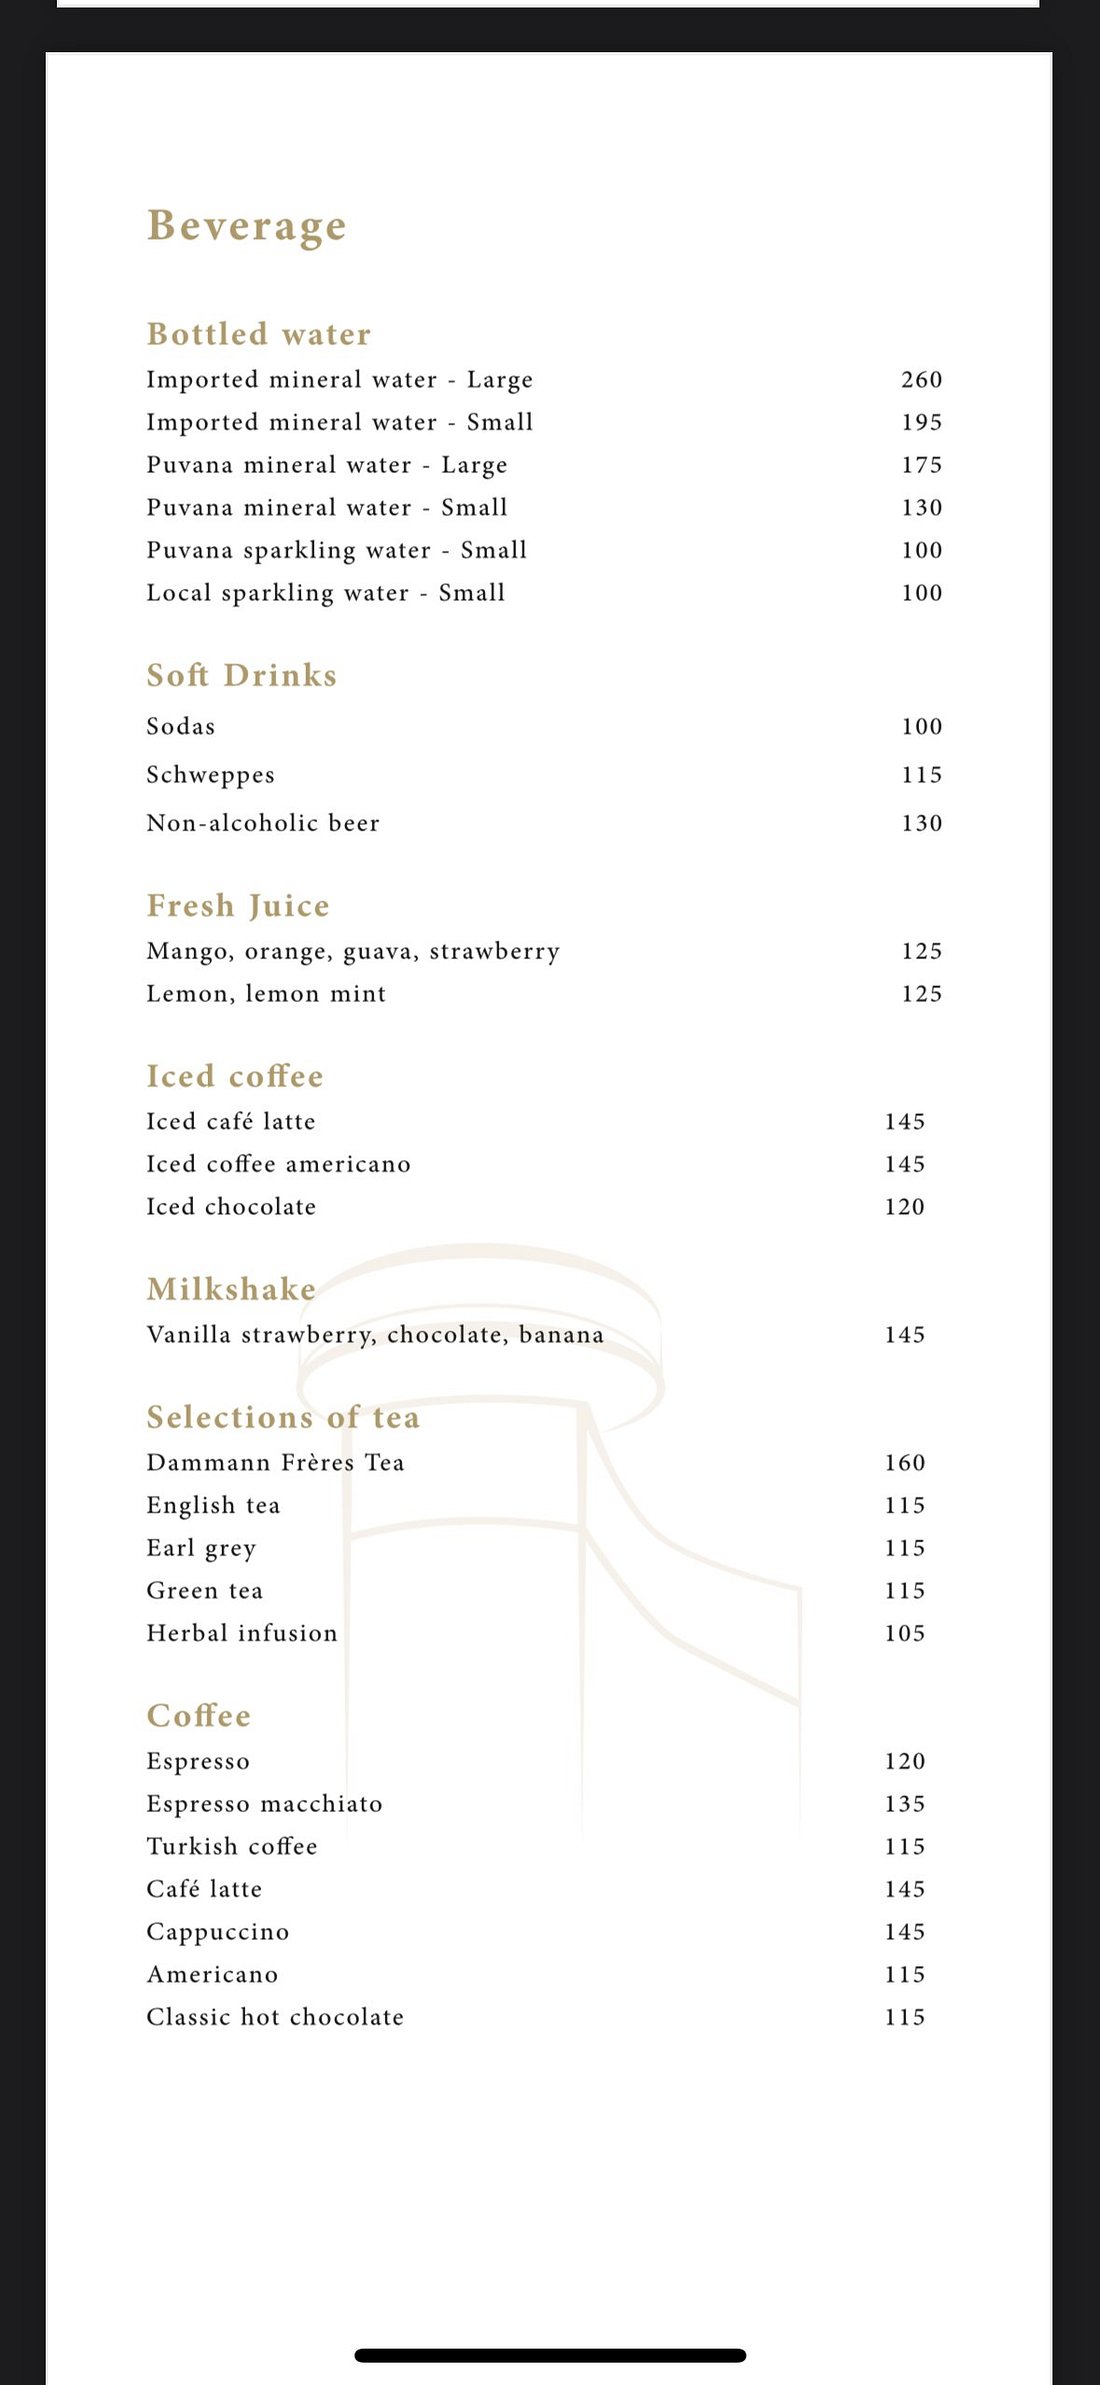 Beverage
Bottled water
Imported mineral water - Large 260
Imported mineral water - Small 195
Puvana mineral water - Large 175
Puvana mineral water - Small 130
Puvana sparkling water - Small 100
Local sparkling water - Small 100
Soft Drinks
Sodas 100
Schweppes 115
Non-alcoholic beer 130
Fresh Juice
Mango, orange, guava, strawberry 125
Lemon, lemon mint 125
Iced coffee
Iced café latte 145
Iced coffee americano 145
Iced chocolate 120
Milkshake
Vanilla strawberry, chocolate, banana 145
Selections of tea
Dammann Frères Tea 160
English tea 115
Earl grey 115
Green tea 115
Herbal infusion 105
Coffee
Espresso 120
Espresso macchiato 135
Turkish coffee 115
Café latte 145
Cappuccino 145
Americano 115
Classic hot chocolate 115